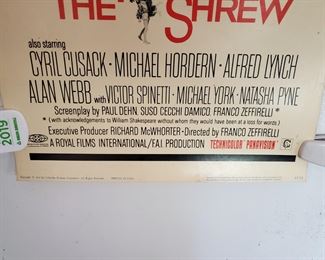 THE SHREW
also starring
CYRIL CUSACK · MICHAEL HORDERN · ALFRED LYNCH
ALAN WEBB with VICTOR SPINETTI · MICHAEL YORK · NATASHA PYNE
Screenplay by PAUL DEHN, SUSO CECCHI DAMICO, FRANCO ZEFFIRELLI *
* (with acknowledgements to William Shakespeare without whom they would have been at a loss for words)
Executive Producer RICHARD McWHORTER · Directed by FRANCO ZEFFIRELLI
A ROYAL FILMS INTERNATIONAL/F.A.I. PRODUCTION TECHNICOLOR® PANAVISION®
2019